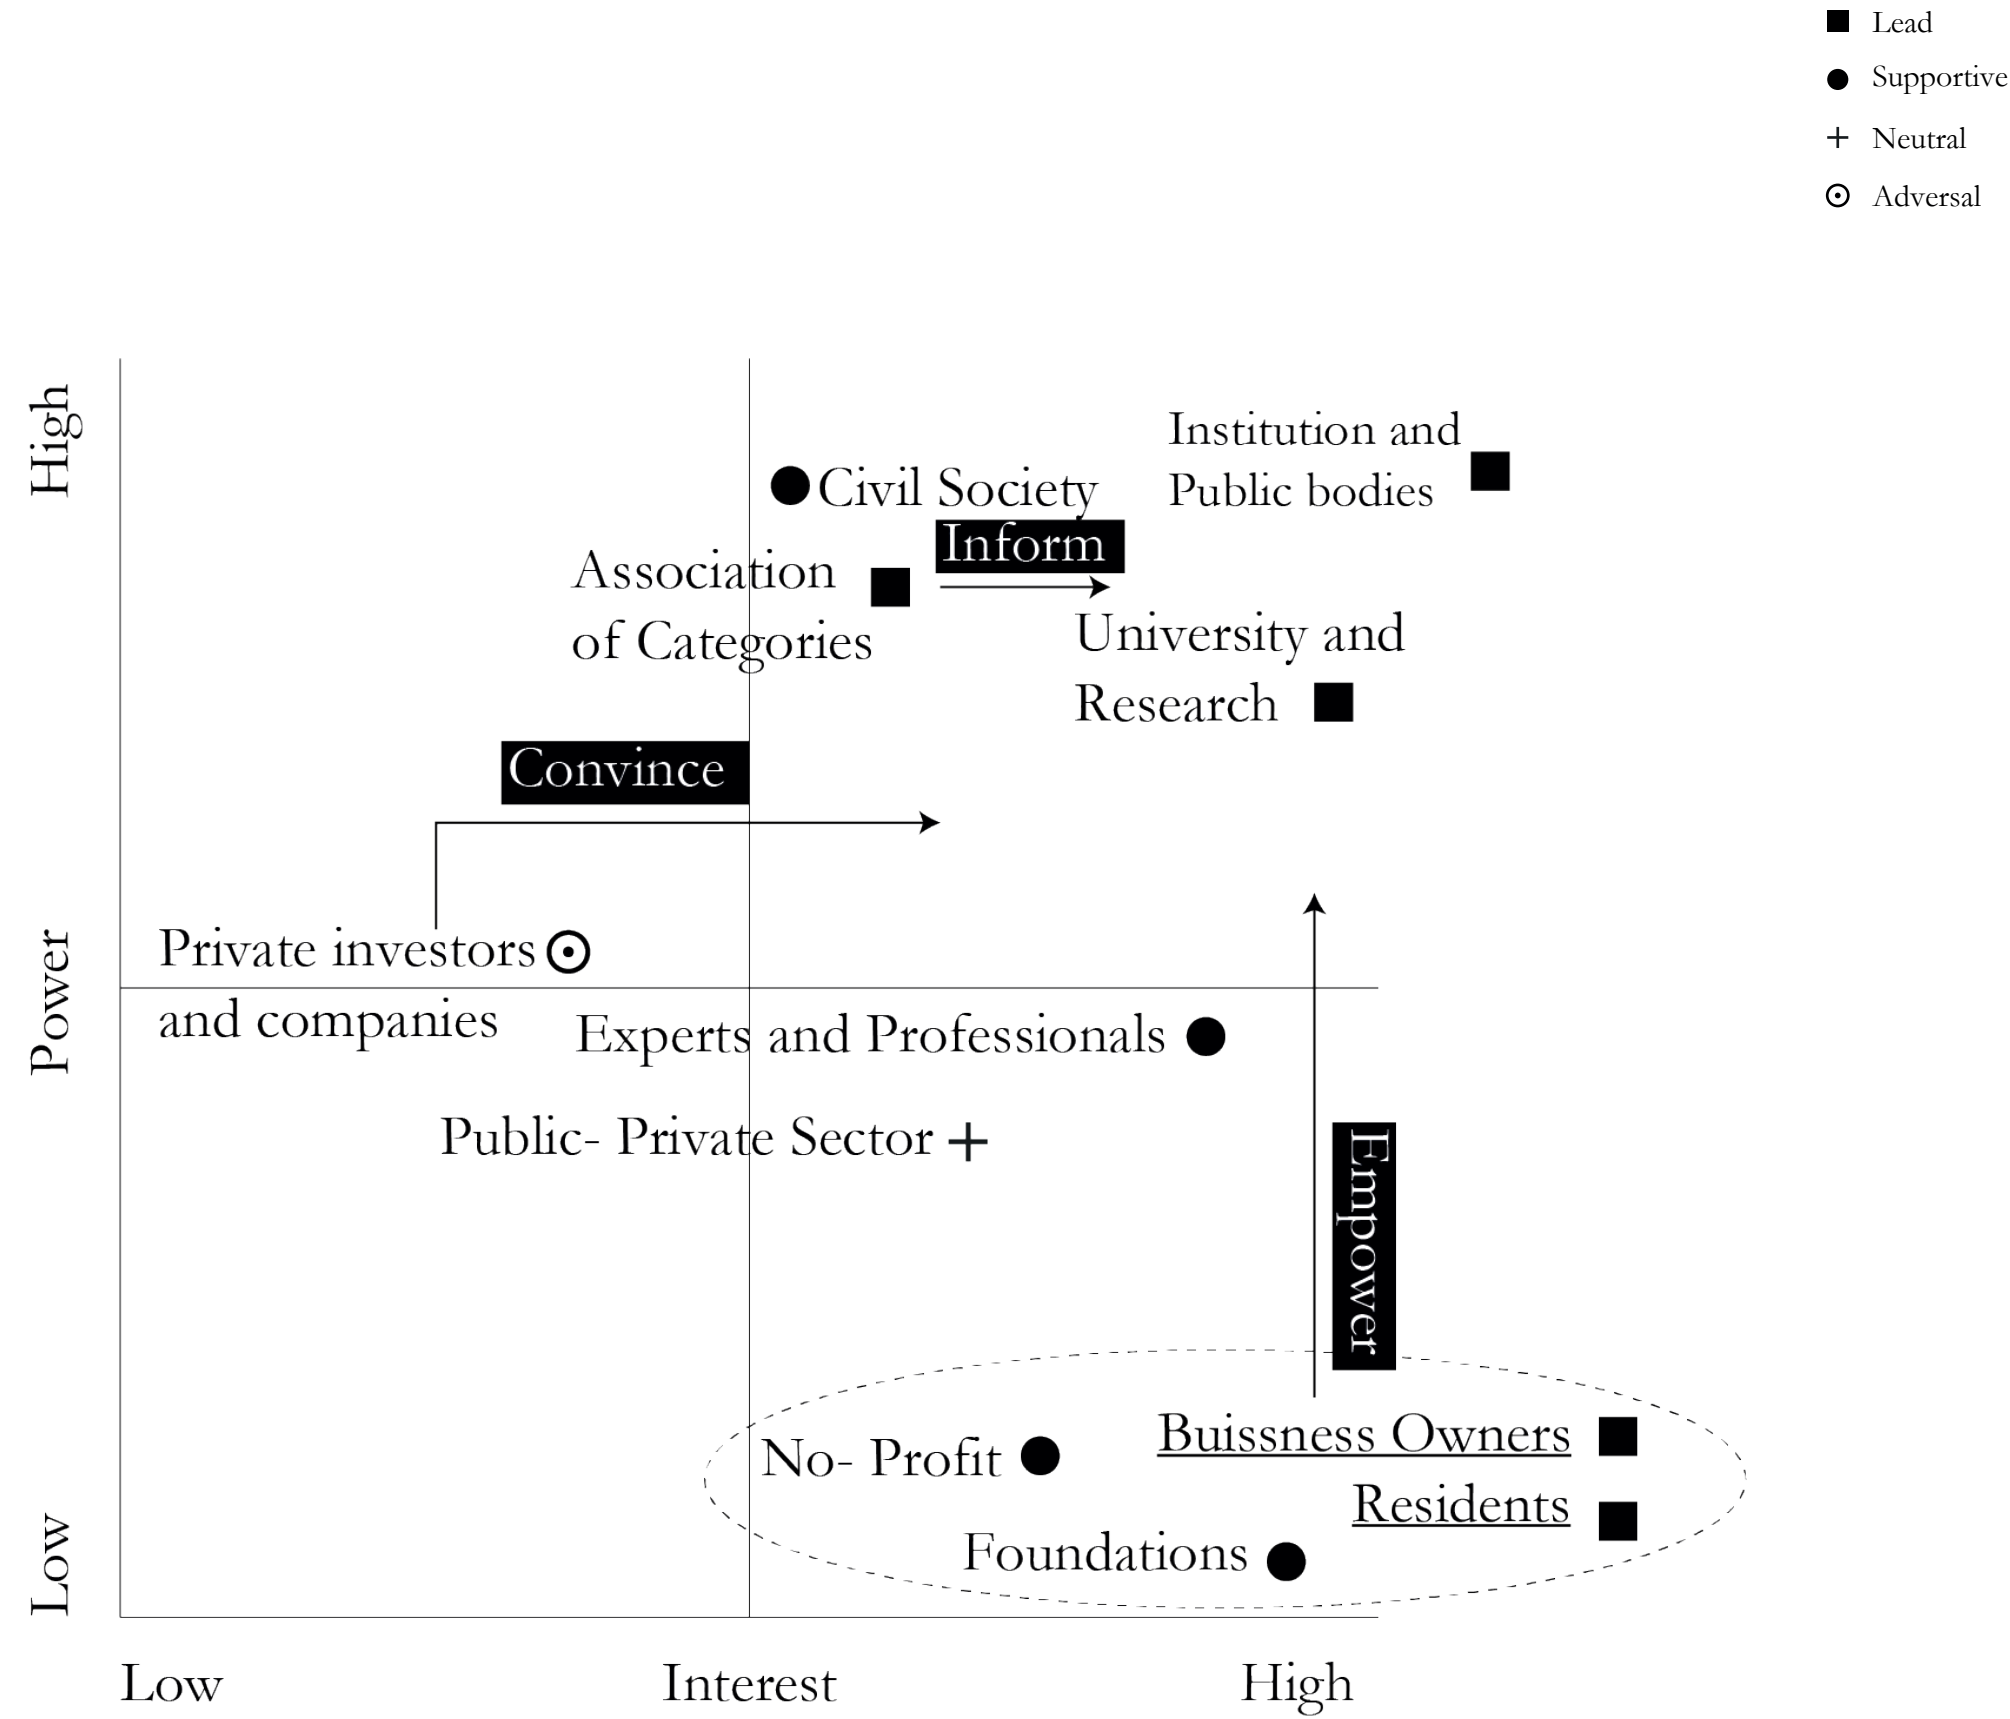 Lead
Supportive
Neutral
Adversal
High
Institution and
Public bodies
Civil Society
Inform
Association
of Categories
University and
Research
Convince
Power
Private investors
and companies
Experts and Professionals
Public- Private Sector
Empower
Buissness Owners
No- Profit
Residents
Foundations
Low
Low
Interest
High